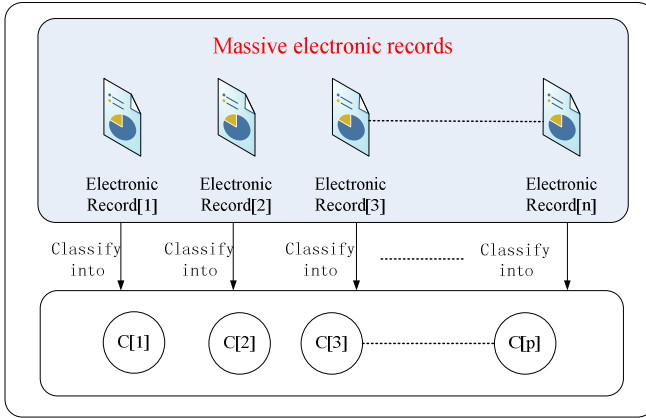 Massive electronic records
Electronic
Record[1]
Electronic
Record[2]
Electronic
Record[3]
Electronic
Record[n]
Classify
into
Classify
into
Classify
into
Classify
into
C[1]
C[2]
C[3]
C[p]